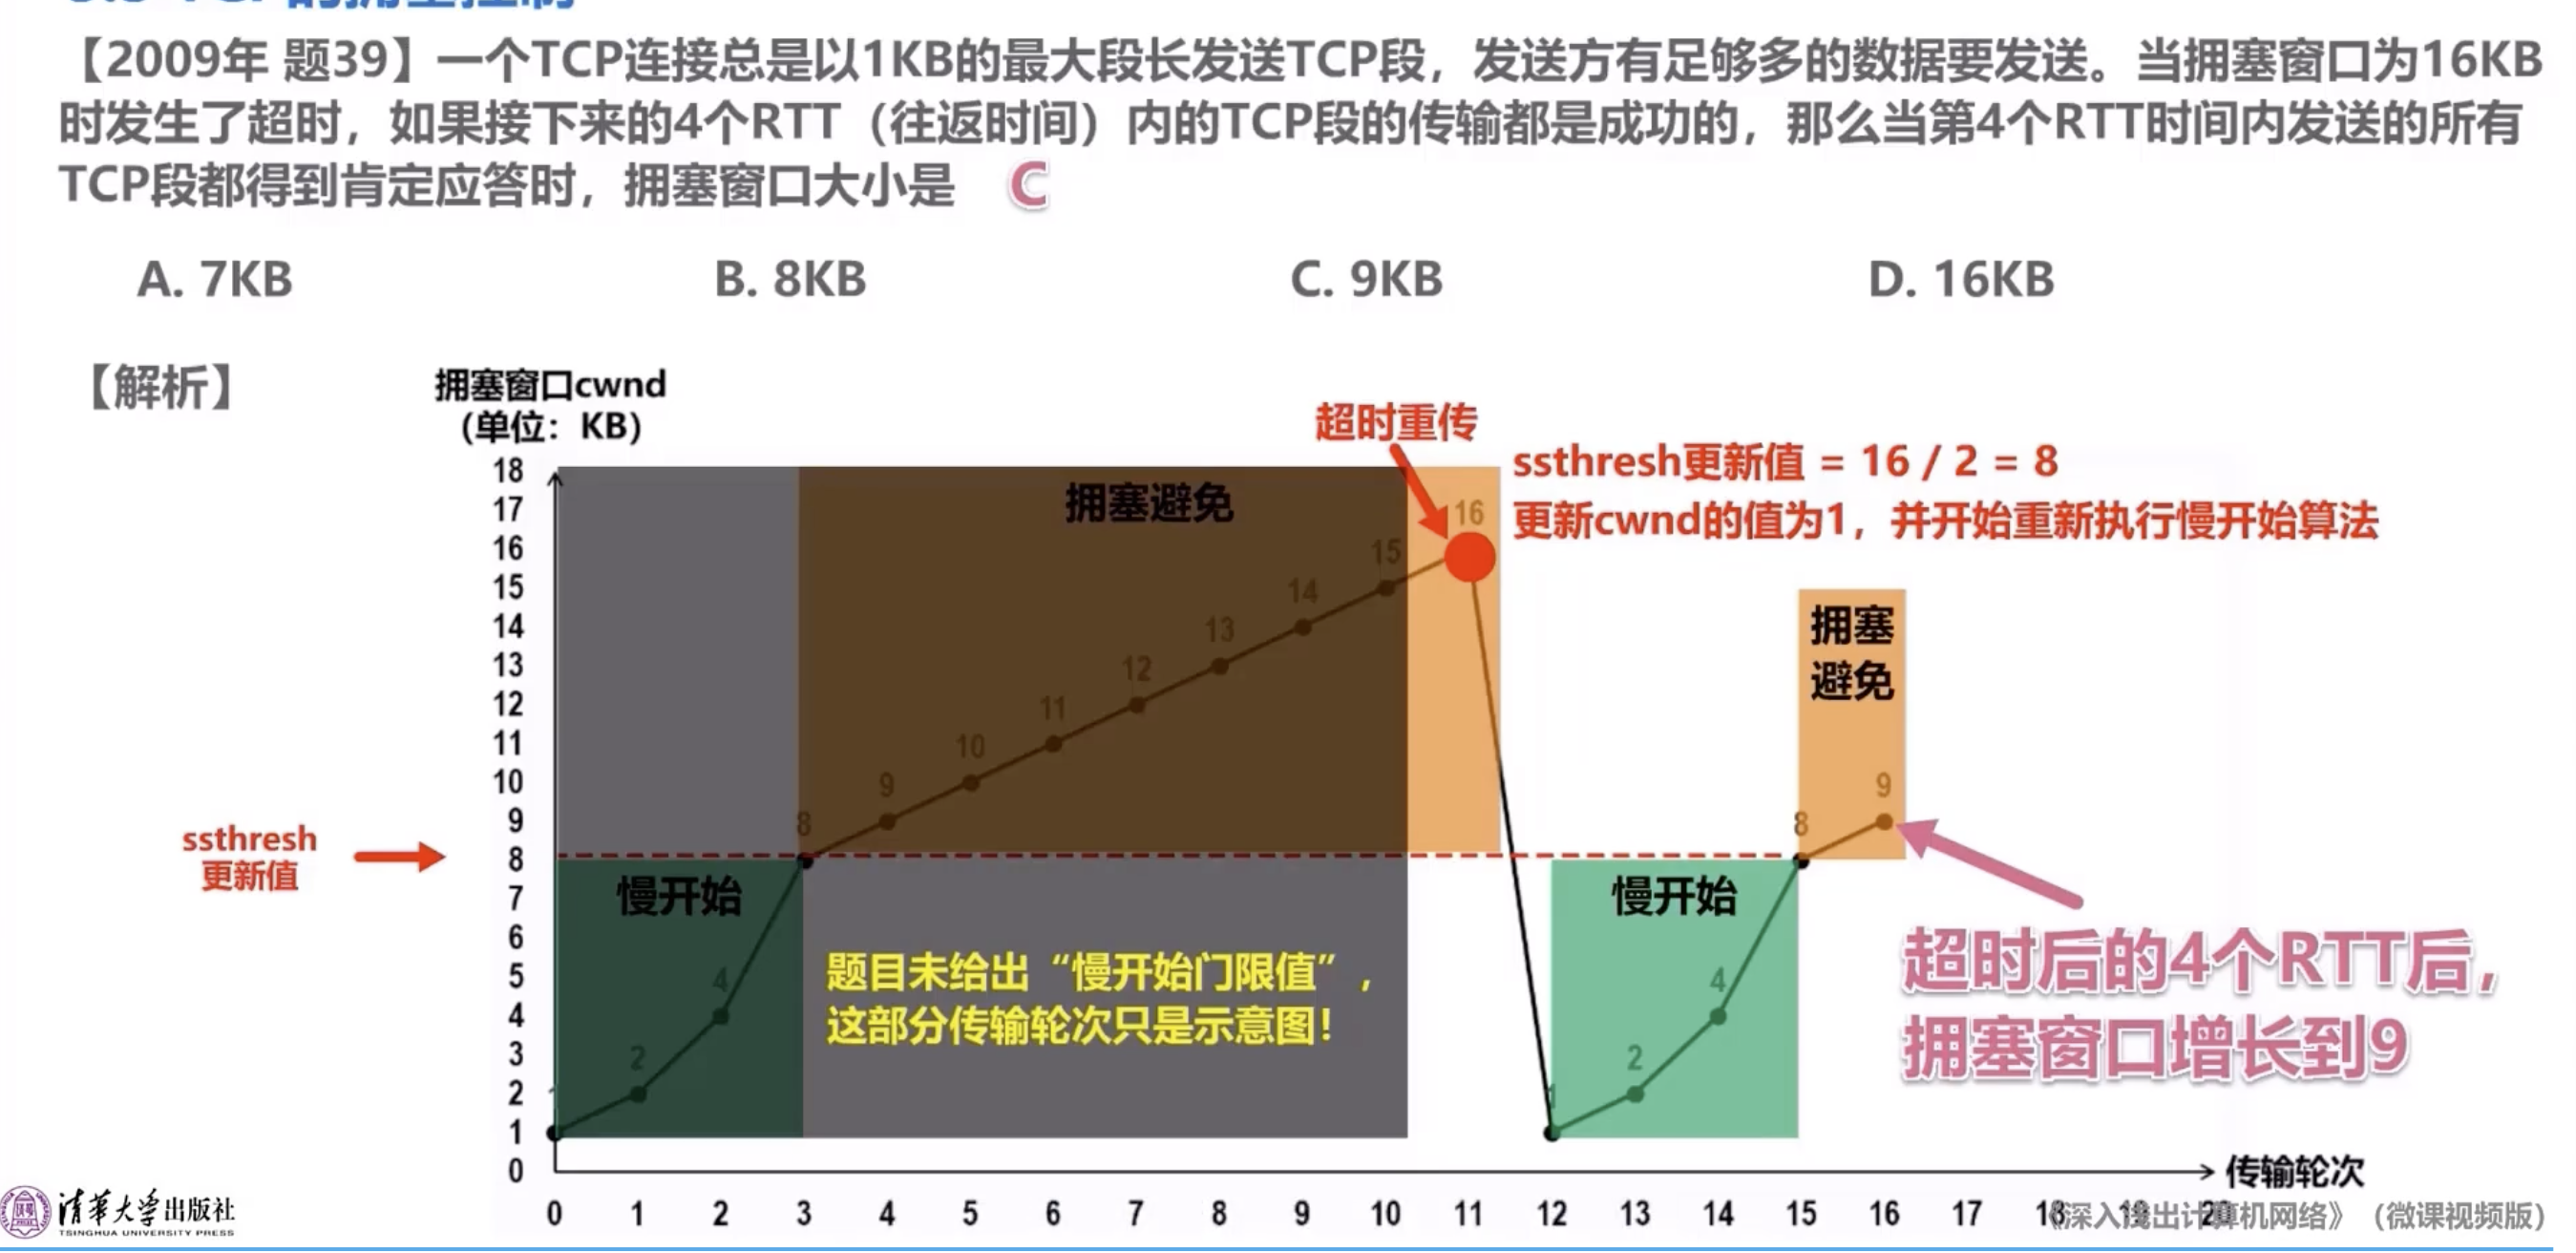 【2009年 题39】一个TCP连接总是以1KB的最大段长发送TCP段，发送方有足够多的数据要发送。当拥塞窗口为16KB
时发生了超时，如果接下来的4个RTT（往返时间）内的TCP段的传输都是成功的，那么当第4个RTT时间内发送的所有
TCP段都得到肯定应答时，拥塞窗口大小是 C
A. 7KB B. 8KB C. 9KB D. 16KB
【解析】
拥塞窗口cwnd
（单位：KB）
超时重传
ssthresh更新值 = 16 / 2 = 8
更新cwnd的值为1，并开始重新执行慢开始算法
18
17
16
15
14
13
12
11
10
9
8
7
6
5
4
3
2
1
0
拥塞避免
16
15
14
13
12
11
10
9
8
4
2
拥塞
避免
9
8
4
2
1
ssthresh
更新值
慢开始
慢开始
题目未给出“慢开始门限值”，
这部分传输轮次只是示意图！
超时后的4个RTT后，
拥塞窗口增长到9
传输轮次
0 1 2 3 4 5 6 7 8 9 10 11 12 13 14 15 16 17 18 19 20
清华大学出版社
TSINGHUA UNIVERSITY PRESS
《深入浅出计算机网络》（微课视频版）